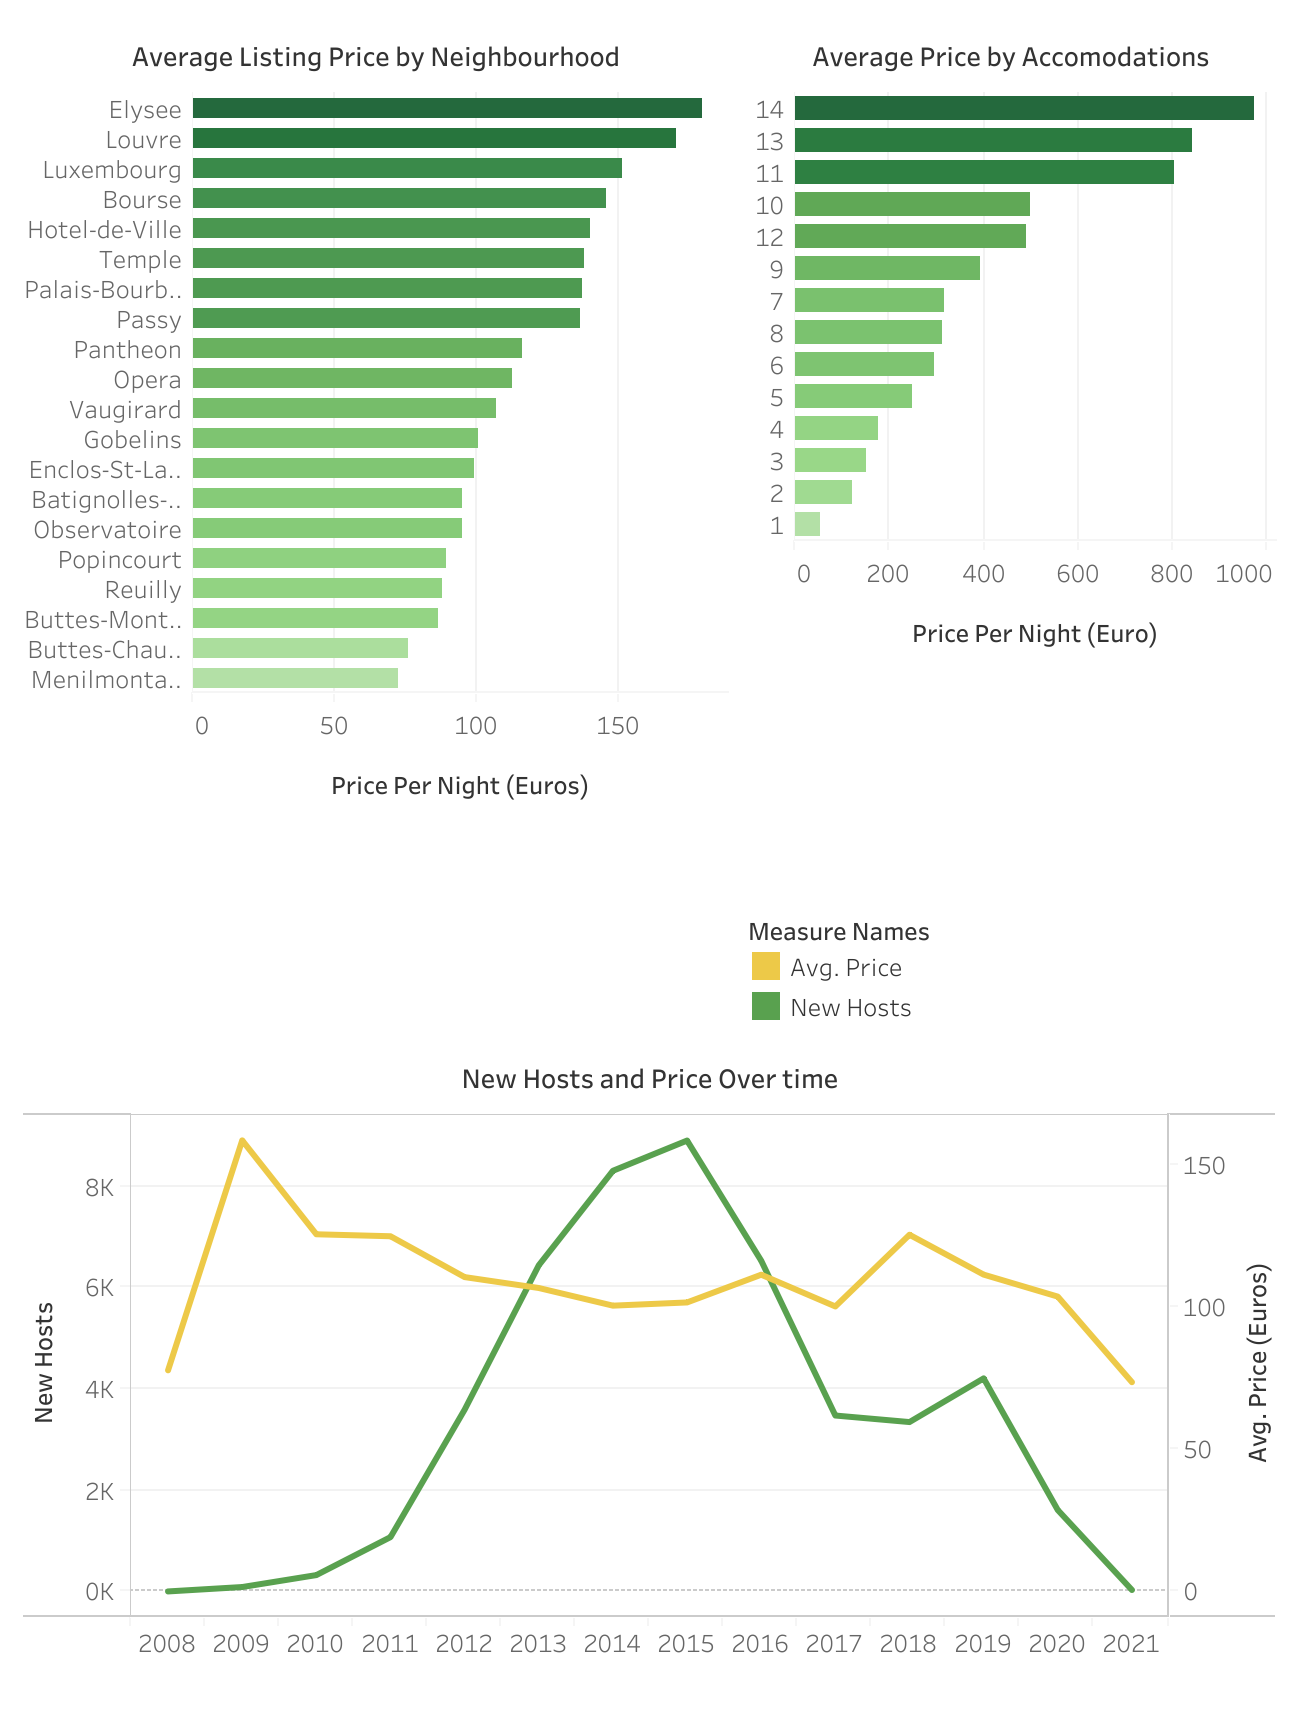 Average Listing Price by Neighbourhood
Elysee
Louvre
Luxembourg
Bourse
Hotel-de-Ville
Temple
Palais-Bourb..
Passy
Pantheon
Opera
Vaugirard
Gobelins
Enclos-St-La..
Batignolles-..
Observatoire
Popincourt
Reuilly
Buttes-Mont..
Buttes-Chau..
Menilmonta..
0 50 100 150
Price Per Night (Euros)
Average Price by Accomodations
14
13
11
10
12
9
7
8
6
5
4
3
2
1
0 200 400 600 800 1000
Price Per Night (Euro)
Measure Names
Avg. Price
New Hosts
New Hosts and Price Over time
New Hosts
8K
6K
4K
2K
0K
150
100
50
0
Avg. Price (Euros)
2008 2009 2010 2011 2012 2013 2014 2015 2016 2017 2018 2019 2020 2021